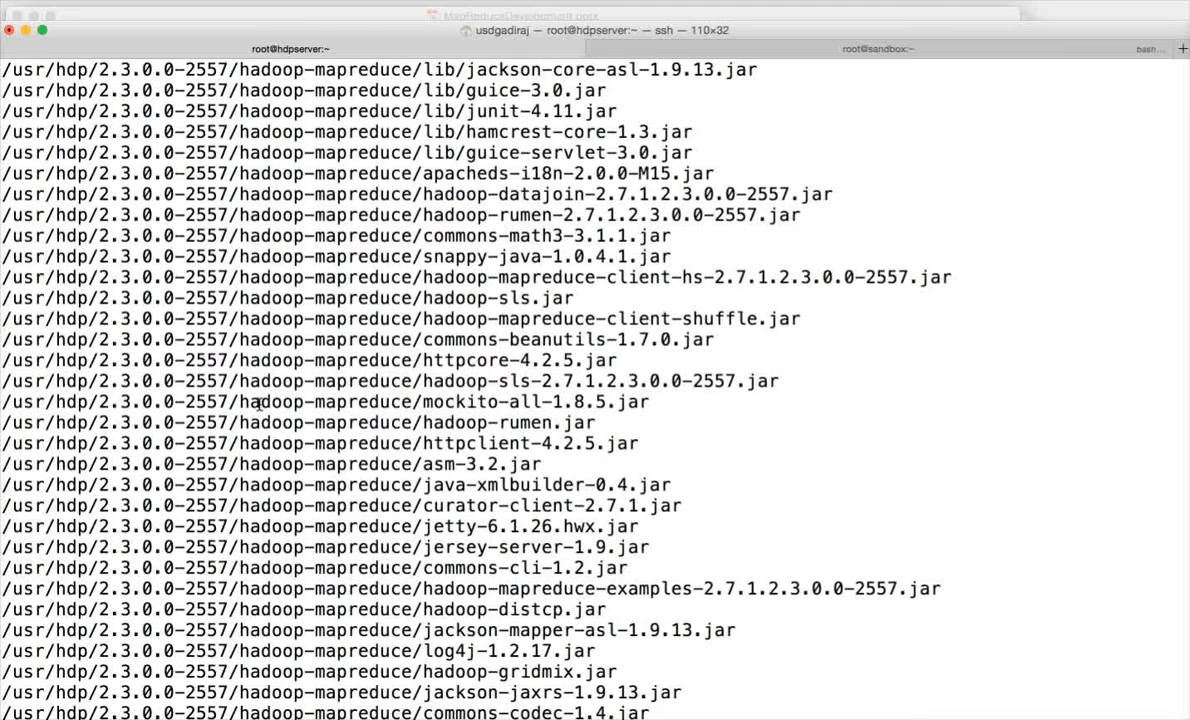 MapReduceDevelopment.pptx
usdgadiraj — root@hdpserver:~ — ssh — 110×32
root@hdpserver:~ root@sandbox:~ bash...
/usr/hdp/2.3.0.0-2557/hadoop-mapreduce/lib/jackson-core-asl-1.9.13.jar
/usr/hdp/2.3.0.0-2557/hadoop-mapreduce/lib/guice-3.0.jar
/usr/hdp/2.3.0.0-2557/hadoop-mapreduce/lib/junit-4.11.jar
/usr/hdp/2.3.0.0-2557/hadoop-mapreduce/lib/hamcrest-core-1.3.jar
/usr/hdp/2.3.0.0-2557/hadoop-mapreduce/lib/guice-servlet-3.0.jar
/usr/hdp/2.3.0.0-2557/hadoop-mapreduce/apacheds-i18n-2.0.0-M15.jar
/usr/hdp/2.3.0.0-2557/hadoop-mapreduce/hadoop-datajoin-2.7.1.2.3.0.0-2557.jar
/usr/hdp/2.3.0.0-2557/hadoop-mapreduce/hadoop-rumen-2.7.1.2.3.0.0-2557.jar
/usr/hdp/2.3.0.0-2557/hadoop-mapreduce/commons-math3-3.1.1.jar
/usr/hdp/2.3.0.0-2557/hadoop-mapreduce/snappy-java-1.0.4.1.jar
/usr/hdp/2.3.0.0-2557/hadoop-mapreduce/hadoop-mapreduce-client-hs-2.7.1.2.3.0.0-2557.jar
/usr/hdp/2.3.0.0-2557/hadoop-mapreduce/hadoop-sls.jar
/usr/hdp/2.3.0.0-2557/hadoop-mapreduce/hadoop-mapreduce-client-shuffle.jar
/usr/hdp/2.3.0.0-2557/hadoop-mapreduce/commons-beanutils-1.7.0.jar
/usr/hdp/2.3.0.0-2557/hadoop-mapreduce/httpcore-4.2.5.jar
/usr/hdp/2.3.0.0-2557/hadoop-mapreduce/hadoop-sls-2.7.1.2.3.0.0-2557.jar
/usr/hdp/2.3.0.0-2557/hadoop-mapreduce/mockito-all-1.8.5.jar
/usr/hdp/2.3.0.0-2557/hadoop-mapreduce/hadoop-rumen.jar
/usr/hdp/2.3.0.0-2557/hadoop-mapreduce/httpclient-4.2.5.jar
/usr/hdp/2.3.0.0-2557/hadoop-mapreduce/asm-3.2.jar
/usr/hdp/2.3.0.0-2557/hadoop-mapreduce/java-xmlbuilder-0.4.jar
/usr/hdp/2.3.0.0-2557/hadoop-mapreduce/curator-client-2.7.1.jar
/usr/hdp/2.3.0.0-2557/hadoop-mapreduce/jetty-6.1.26.hwx.jar
/usr/hdp/2.3.0.0-2557/hadoop-mapreduce/jersey-server-1.9.jar
/usr/hdp/2.3.0.0-2557/hadoop-mapreduce/commons-cli-1.2.jar
/usr/hdp/2.3.0.0-2557/hadoop-mapreduce/hadoop-mapreduce-examples-2.7.1.2.3.0.0-2557.jar
/usr/hdp/2.3.0.0-2557/hadoop-mapreduce/hadoop-distcp.jar
/usr/hdp/2.3.0.0-2557/hadoop-mapreduce/jackson-mapper-asl-1.9.13.jar
/usr/hdp/2.3.0.0-2557/hadoop-mapreduce/log4j-1.2.17.jar
/usr/hdp/2.3.0.0-2557/hadoop-mapreduce/hadoop-gridmix.jar
/usr/hdp/2.3.0.0-2557/hadoop-mapreduce/jackson-jaxrs-1.9.13.jar
/usr/hdp/2.3.0.0-2557/hadoop-mapreduce/commons-codec-1.4.jar